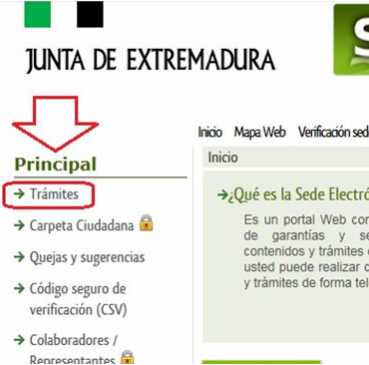 JUNTA DE EXTREMADURA
S
Inicio Mapa Web Verificación sed
Principal
Trámites
Carpeta Ciudadana
Quejas y sugerencias
Código seguro de
verificación (CSV)
Colaboradores /
Representantes
Inicio
¿Qué es la Sede Electró
Es un portal Web con
de garantías y se
contenidos y trámites
usted puede realizar
y trámites de forma tel